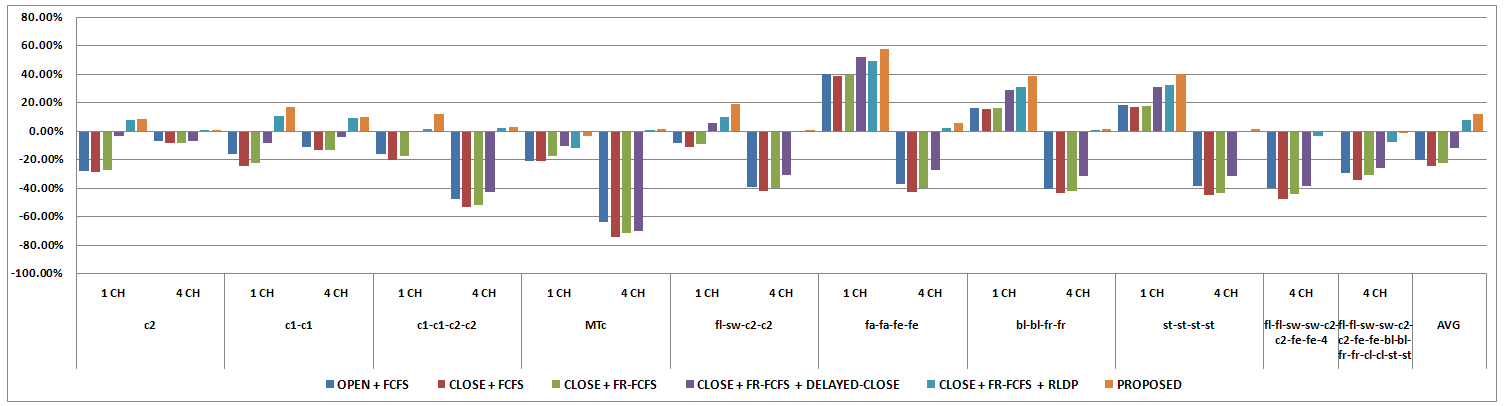 80.00%
60.00%
40.00%
20.00%
0.00%
-20.00%
-40.00%
-60.00%
-80.00%
-100.00%
1 CH 4 CH 1 CH 4 CH 1 CH 4 CH 1 CH 4 CH 1 CH 4 CH 1 CH 4 CH 1 CH 4 CH 1 CH 4 CH 4 CH 4 CH
c2 c1-c1 c1-c1-c2-c2 MTc fl-sw-c2-c2 fa-fa-fe-fe bl-bl-fr-fr st-st-st-st fl-fl-sw-sw-c2- fl-fl-sw-sw-c2- AVG
c2-fe-fe-4 c2-fe-fe-bl-bl-
fr-fr-cl-cl-st-st
OPEN + FCFS CLOSE + FCFS CLOSE + FR-FCFS CLOSE + FR-FCFS + DELAYED-CLOSE CLOSE + FR-FCFS + RLDP PROPOSED